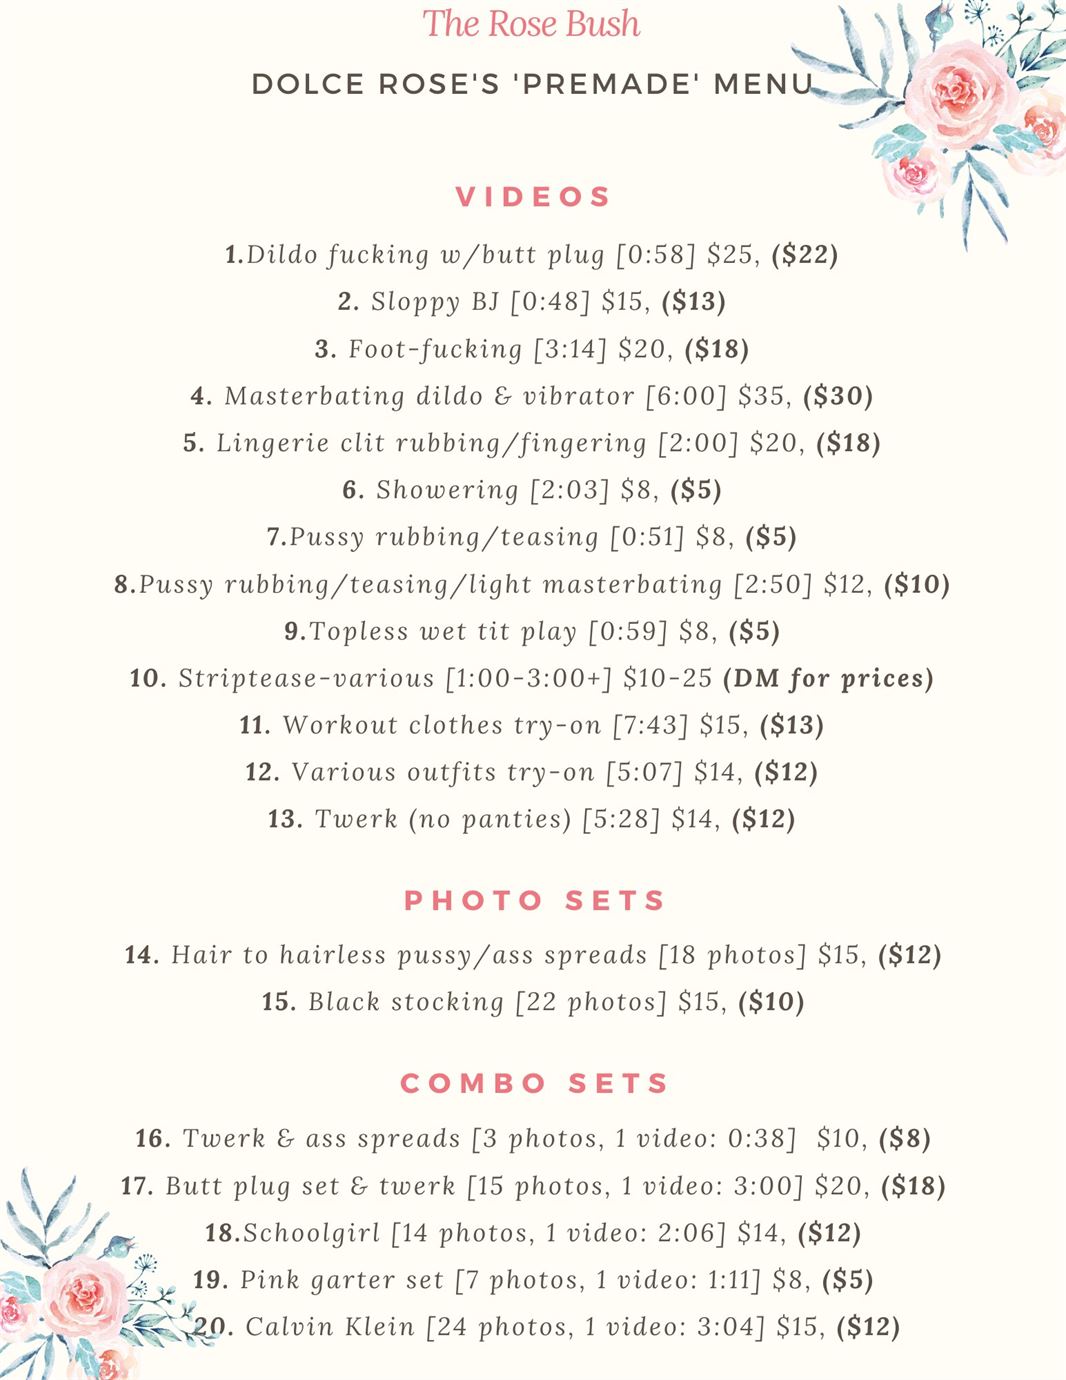 The Rose Bush
DOLCE ROSE'S 'PREMADE' MENU
VIDEOS
1.Dildo fucking w/butt plug [0:58] $25, ($22)
2. Sloppy BJ [0:48] $15, ($13)
3. Foot-fucking [3:14] $20, ($18)
4. Masterbating dildo & vibrator [6:00] $35, ($30)
5. Lingerie clit rubbing/fingering [2:00] $20, ($18)
6. Showering [2:03] $8, ($5)
7.Pussy rubbing/teasing [0:51] $8, ($5)
8.Pussy rubbing/teasing/light masterbating [2:50] $12, ($10)
9.Topless wet tit play [0:59] $8, ($5)
10. Striptease-various [1:00-3:00+] $10-25 (DM for prices)
11. Workout clothes try-on [7:43] $15, ($13)
12. Various outfits try-on [5:07] $14, ($12)
13. Twerk (no panties) [5:28] $14, ($12)
PHOTO SETS
14. Hair to hairless pussy/ass spreads [18 photos] $15, ($12)
15. Black stocking [22 photos] $15, ($10)
COMBO SETS
16. Twerk & ass spreads [3 photos, 1 video: 0:38]  $10, ($8)
17. Butt plug set & twerk [15 photos, 1 video: 3:00] $20, ($18)
18.Schoolgirl [14 photos, 1 video: 2:06] $14, ($12)
19. Pink garter set [7 photos, 1 video: 1:11] $8, ($5)
20. Calvin Klein [24 photos, 1 video: 3:04] $15, ($12)